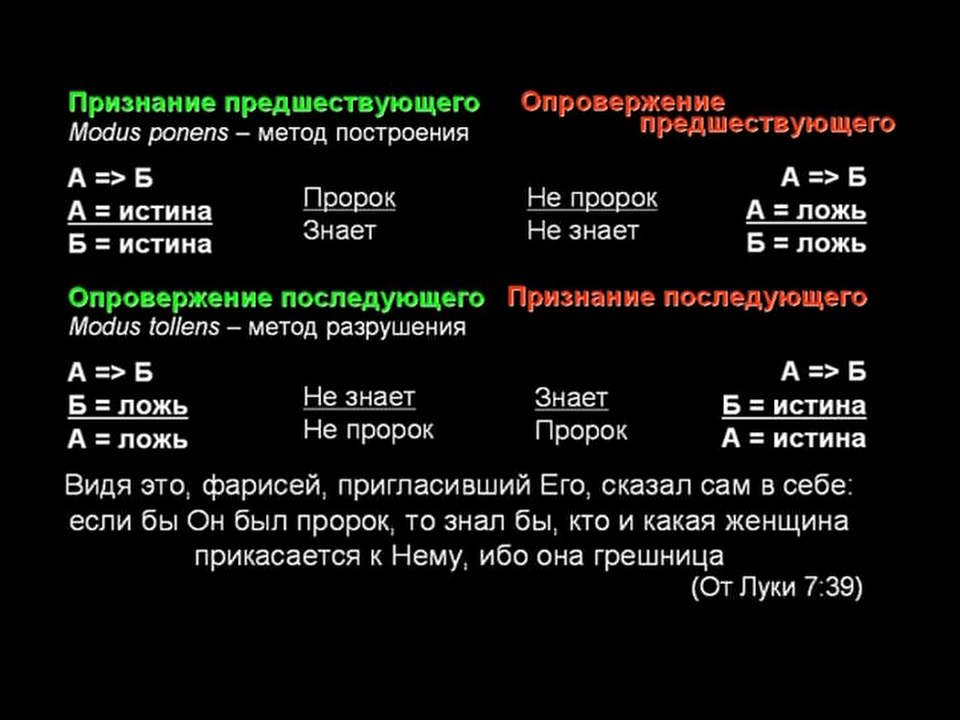 Признание предшествующего
Modus ponens – метод построения
А => Б
А = истина
Б = истина
Пророк
Знает
Опровержение
предшествующего
Не пророк
Не знает
А => Б
А = ложь
Б = ложь
Опровержение последующего
Modus tollens – метод разрушения
А => Б
Б = ложь
А = ложь
Не знает
Не пророк
Признание последующего
Знает
Пророк
А => Б
Б = истина
А = истина
Видя это, фарисей, пригласивший Его, сказал сам в себе:
если бы Он был пророк, то знал бы, кто и какая женщина
прикасается к Нему, ибо она грешница
(От Луки 7:39)